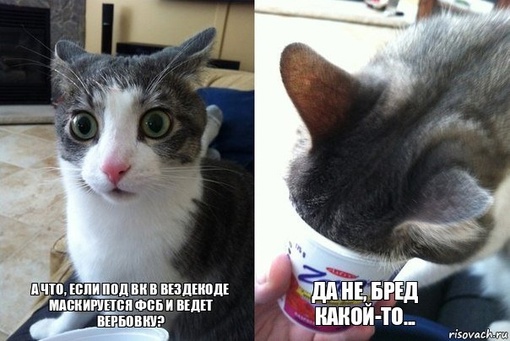 А ЧТО, ЕСЛИ ПОД ВК В ВЕЗДЕКОДЕ
МАСКИРУЕТСЯ ФСБ И ВЕДЕТ
ВЕРБОВКУ?
ДА НЕ, БРЕД
КАКОЙ-ТО...
risovach.ru